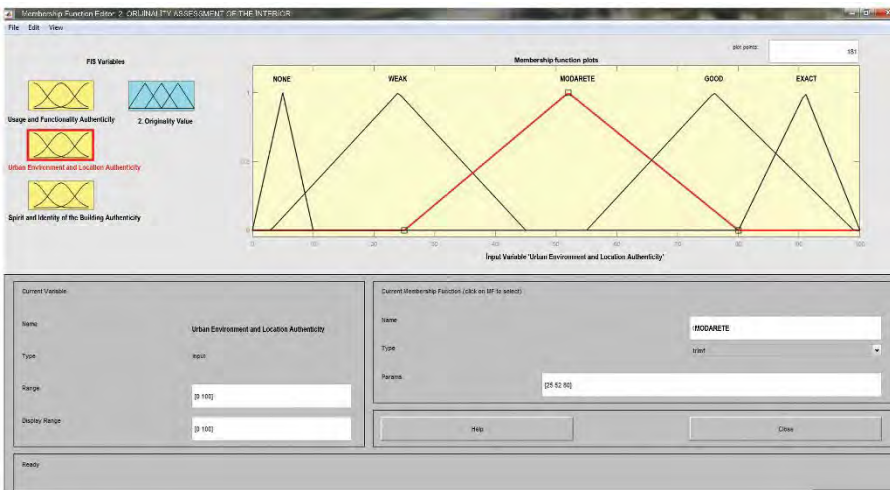 Membership Function Editor: 2. ORIJINALITY ASSESSMENT OF THE INTERIOR
File Edit View
FIS Variables
Usage and Functionality Authenticity
2. Originality Value
Urban Environment and Location Authenticity
Spirit and Identity of the Building Authenticity
plot points:
181
Membership function plots
NONE WEAK MODARETE GOOD EXACT
1
0.5
0
0 10 20 30 40 50 60 70 80 90 100
İnput Variable 'Urban Environment and Location Authenticity'
Current Variable
Name
Urban Environment and Location Authenticity
Type
input
Range
[0 100]
Display Range
[0 100]
Current Membership Function (click on MF to select)
Name
MODARETE
Type
trimf
Params
[25 52 80]
Help
Close
Ready